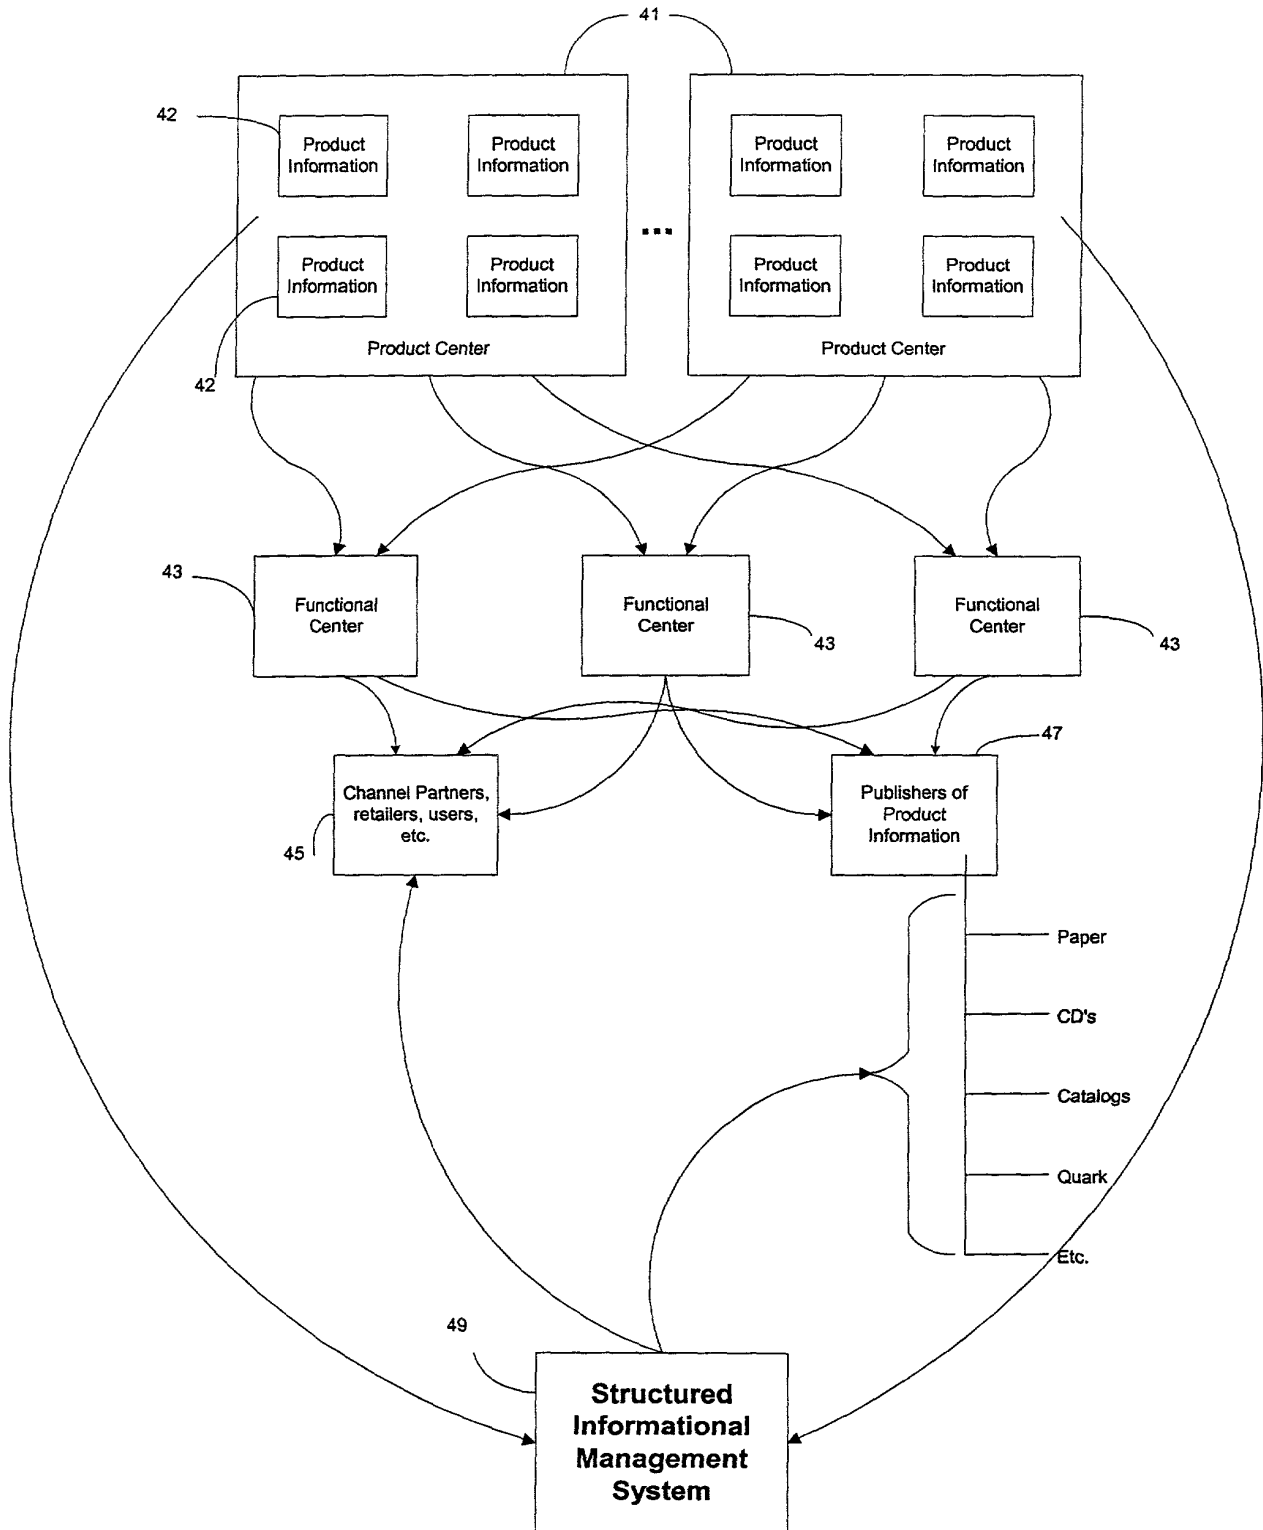 41
42
Product
Information
Product
Information
Product
Information
Product
Information
...
Product
Information
Product
Information
Product
Information
Product
Information
42
Product Center
Product Center
43
Functional
Center
Functional
Center
43
Functional
Center
43
47
Channel Partners,
retailers, users,
etc.
45
Publishers of
Product
Information
Paper
CD's
Catalogs
Quark
Etc.
49
Structured
Informational
Management
System